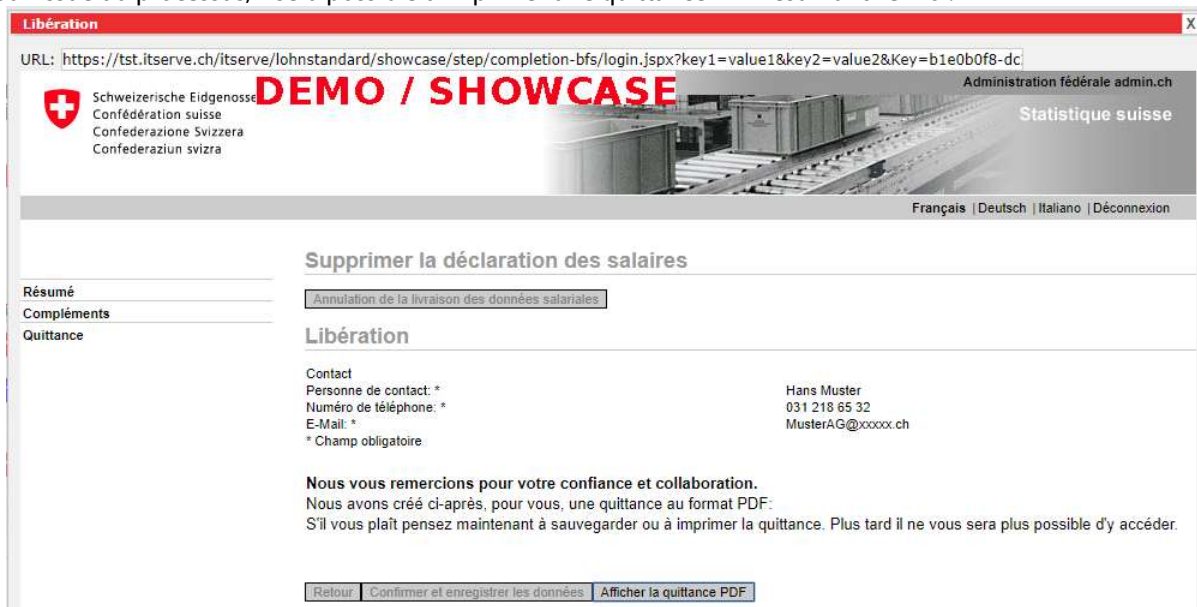 Libération
X
URL: https://tst.itserve.ch/itserve/lohnstandard/showcase/step/completion-bfs/login.jspx?key1=value1&key2=value2&Key=b1e0b0f8-dc
DEMO / SHOWCASE
Administration fédérale admin.ch
Schweizerische Eidgenosse
Confédération suisse
Confederazione Svizzera
Confederaziun svizra
Statistique suisse
Français | Deutsch | Italiano | Déconnexion
Supprimer la déclaration des salaires
Résumé
Compléments
Quittance
Annulation de la livraison des données salariales
Libération
Contact
Personne de contact: * Hans Muster
Numéro de téléphone: * 031 218 65 32
E-Mail: * MusterAG@xxxxx.ch
* Champ obligatoire
Nous vous remercions pour votre confiance et collaboration.
Nous avons créé ci-après, pour vous, une quittance au format PDF:
S'il vous plaît pensez maintenant à sauvegarder ou à imprimer la quittance. Plus tard il ne vous sera plus possible d'y accéder.
Retour Confirmer et enregistrer les données Afficher la quittance PDF